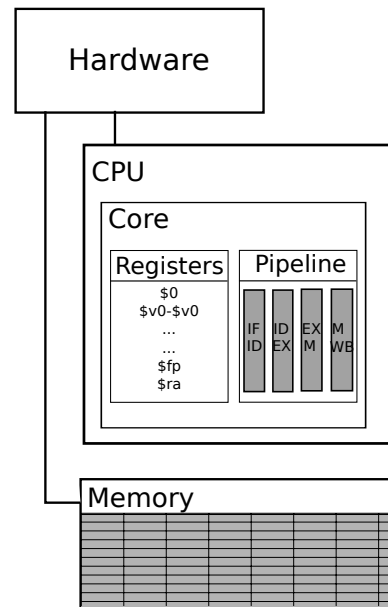 Hardware
CPU
Core
Registers
$0
$v0-$v0
...
...
$fp
$ra
Pipeline
IF ID EX M
ID EX M WB
Memory